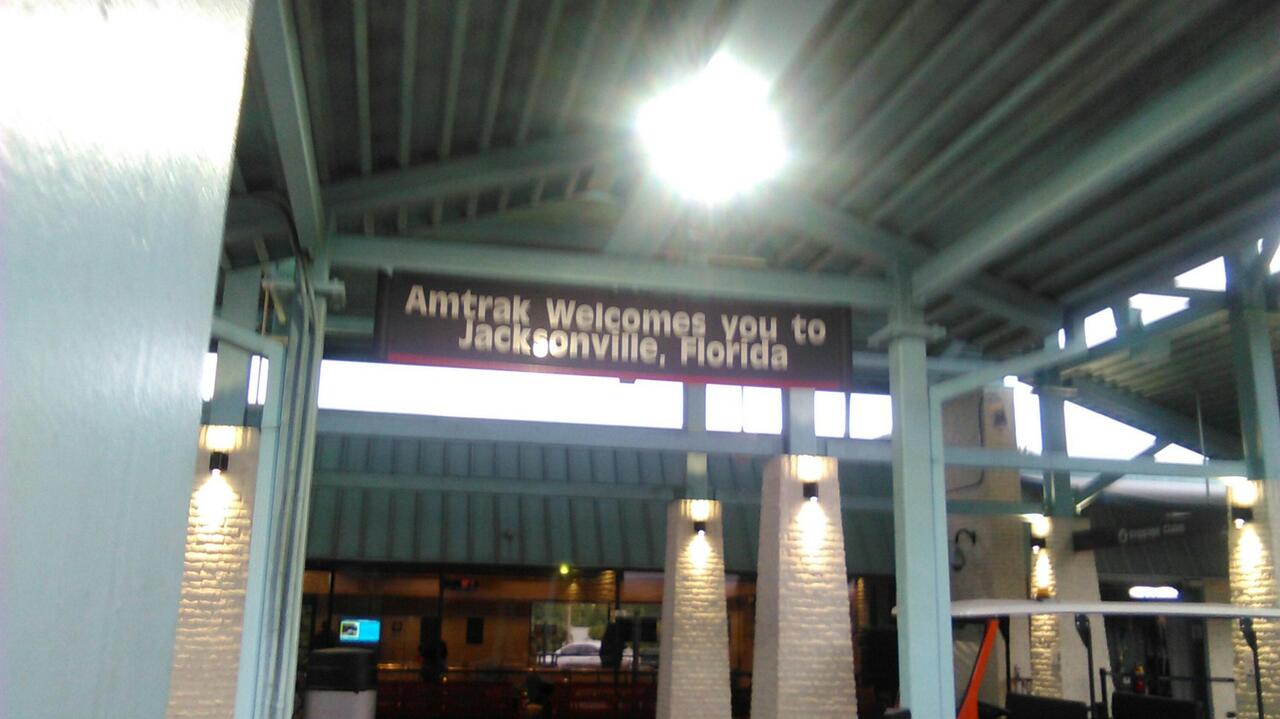 Amtrak Welcomes you to
Jacksonville, Florida